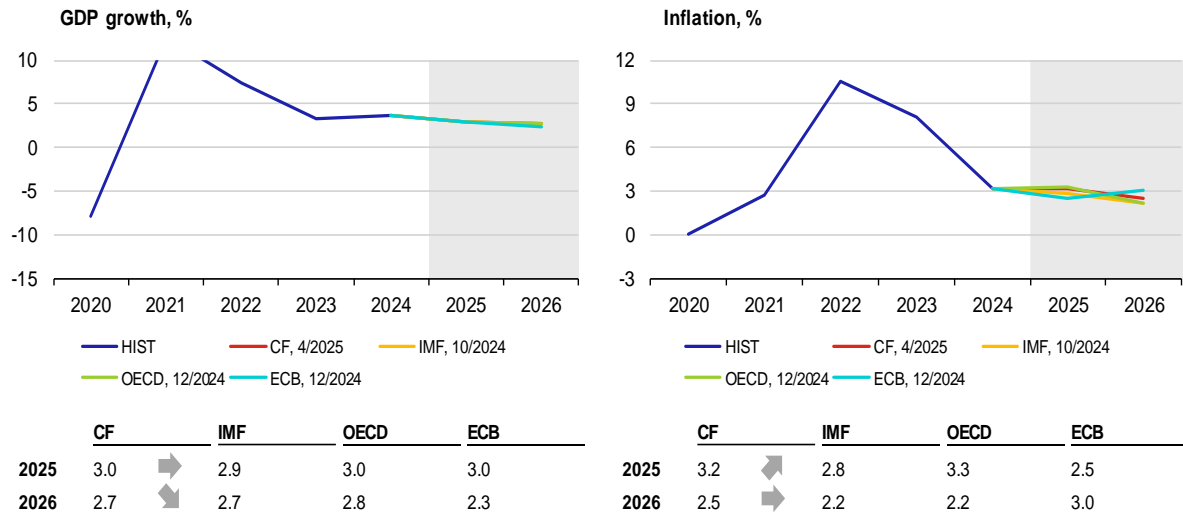 GDP growth, %
10
5
0
-5
-10
-15
2020 2021 2022 2023 2024 2025 2026
HIST CF, 4/2025 IMF, 10/2024
OECD, 12/2024 ECB, 12/2024
CF IMF OECD ECB
2025 3.0 2.9 3.0 3.0
2026 2.7 2.7 2.8 2.3
Inflation, %
12
9
6
3
0
-3
2020 2021 2022 2023 2024 2025 2026
HIST CF, 4/2025 IMF, 10/2024
OECD, 12/2024 ECB, 12/2024
CF IMF OECD ECB
2025 3.2 2.8 3.3 2.5
2026 2.5 2.2 2.2 3.0